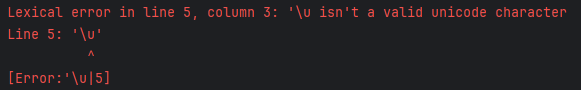 Lexical error in line 5, column 3: '\u isn't a valid unicode character
Line 5: '\u'
^
[Error:'\u|5]